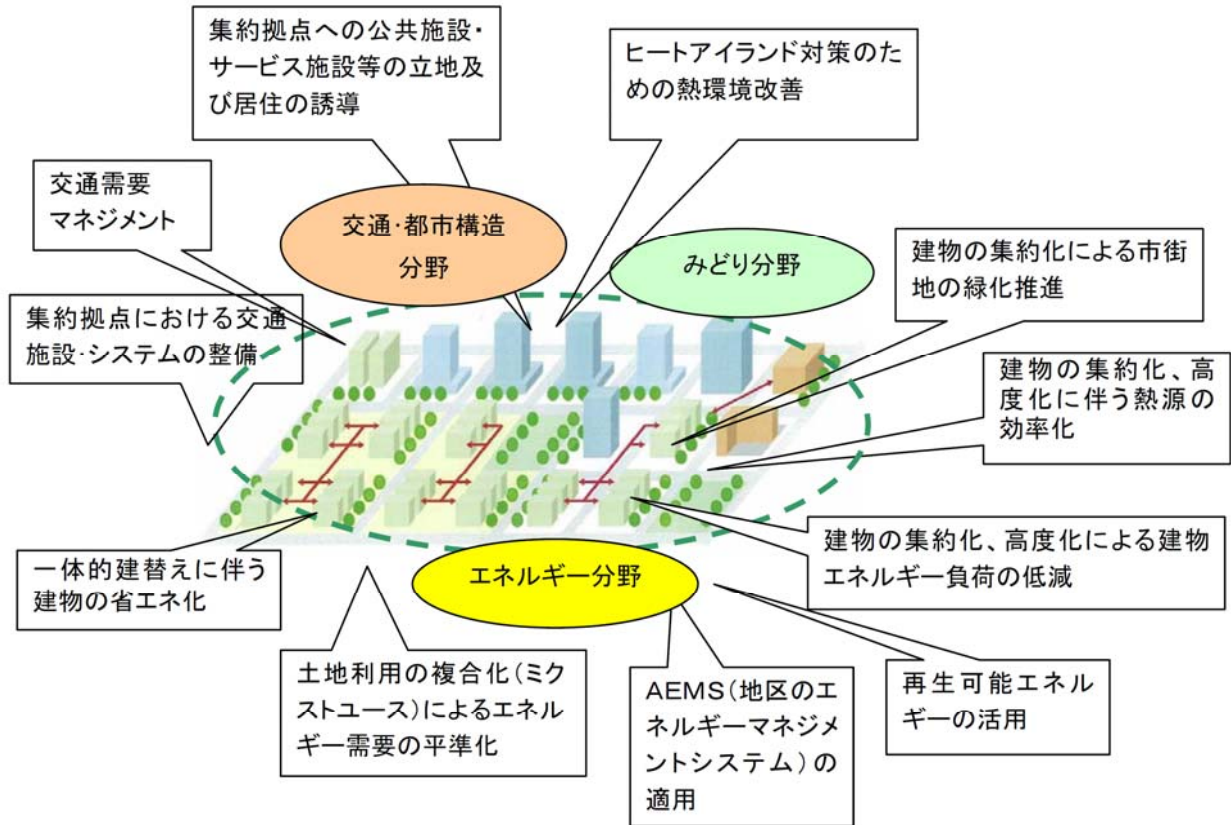 集約拠点への公共施設・
サービス施設等の立地及
び居住の誘導
ヒートアイランド対策のた
めの熱環境改善
交通需要
マネジメント
交通・都市構造
分野
みどり分野
建物の集約化による市街
地の緑化推進
集約拠点における交通
施設・システムの整備
建物の集約化、高
度化に伴う熱源の
効率化
一体的建替えに伴う
建物の省エネ化
エネルギー分野
建物の集約化、高度化による建物
エネルギー負荷の低減
土地利用の複合化(ミク
ストユース)によるエネル
ギー需要の平準化
AEMS(地区のエ
ネルギーマネジメ
ントシステム)の
適用
再生可能エネル
ギーの活用